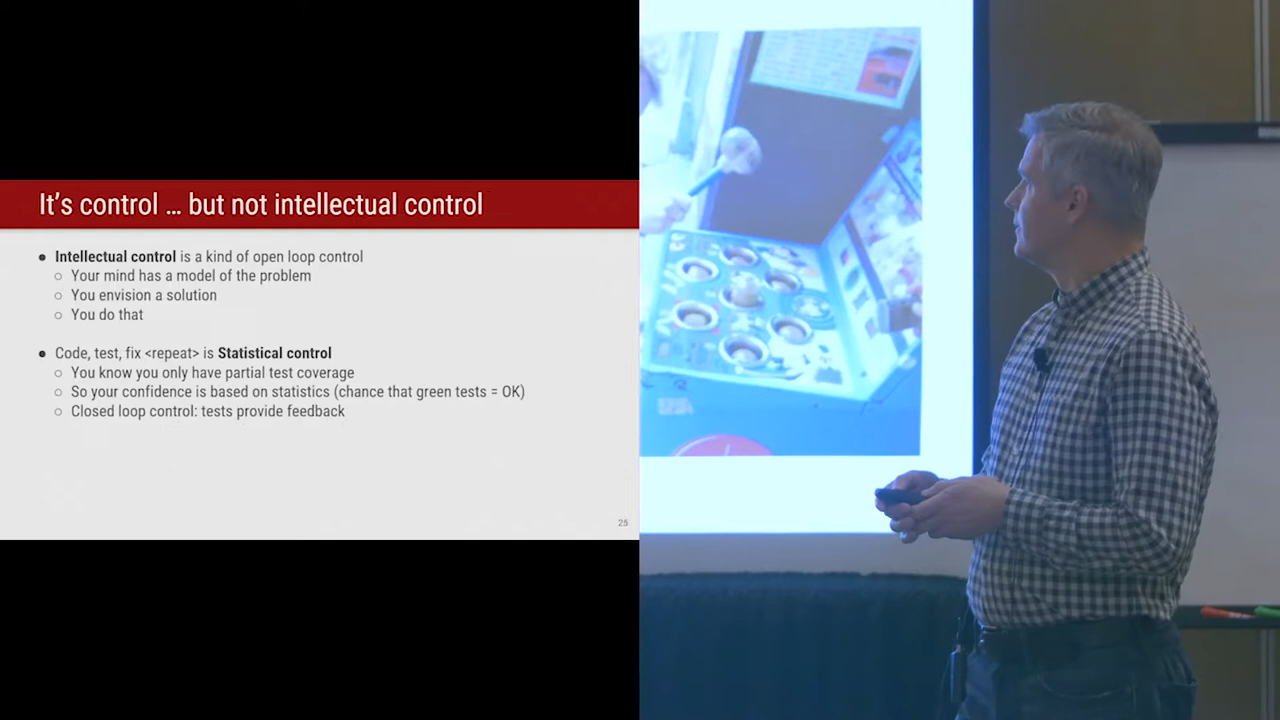 It's control ... but not intellectual control
● Intellectual control is a kind of open loop control
○ Your mind has a model of the problem
○ You envision a solution
○ You do that
● Code, test, fix <repeat> is Statistical control
○ You know you only have partial test coverage
○ So your confidence is based on statistics (chance that green tests = OK)
○ Closed loop control: tests provide feedback
25